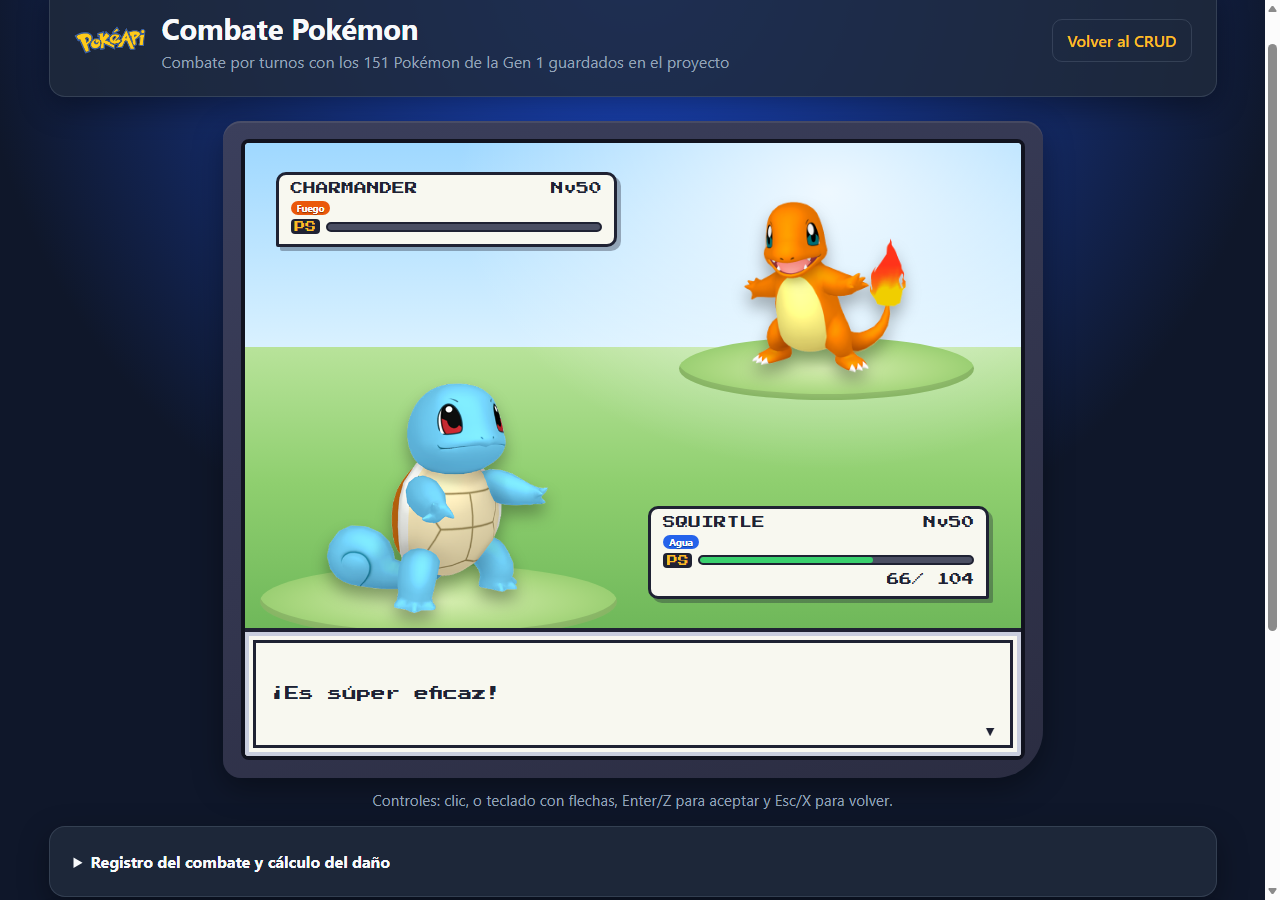 PokéAPi
Combate Pokémon
Combate por turnos con los 151 Pokémon de la Gen 1 guardados en el proyecto
Volver al CRUD
CHARMANDER Nv50
Fuego
PS
SQUIRTLE Nv50
Agua
PS
66/ 104
¡Es súper eficaz!
Controles: clic, o teclado con flechas, Enter/Z para aceptar y Esc/X para volver.
Registro del combate y cálculo del daño